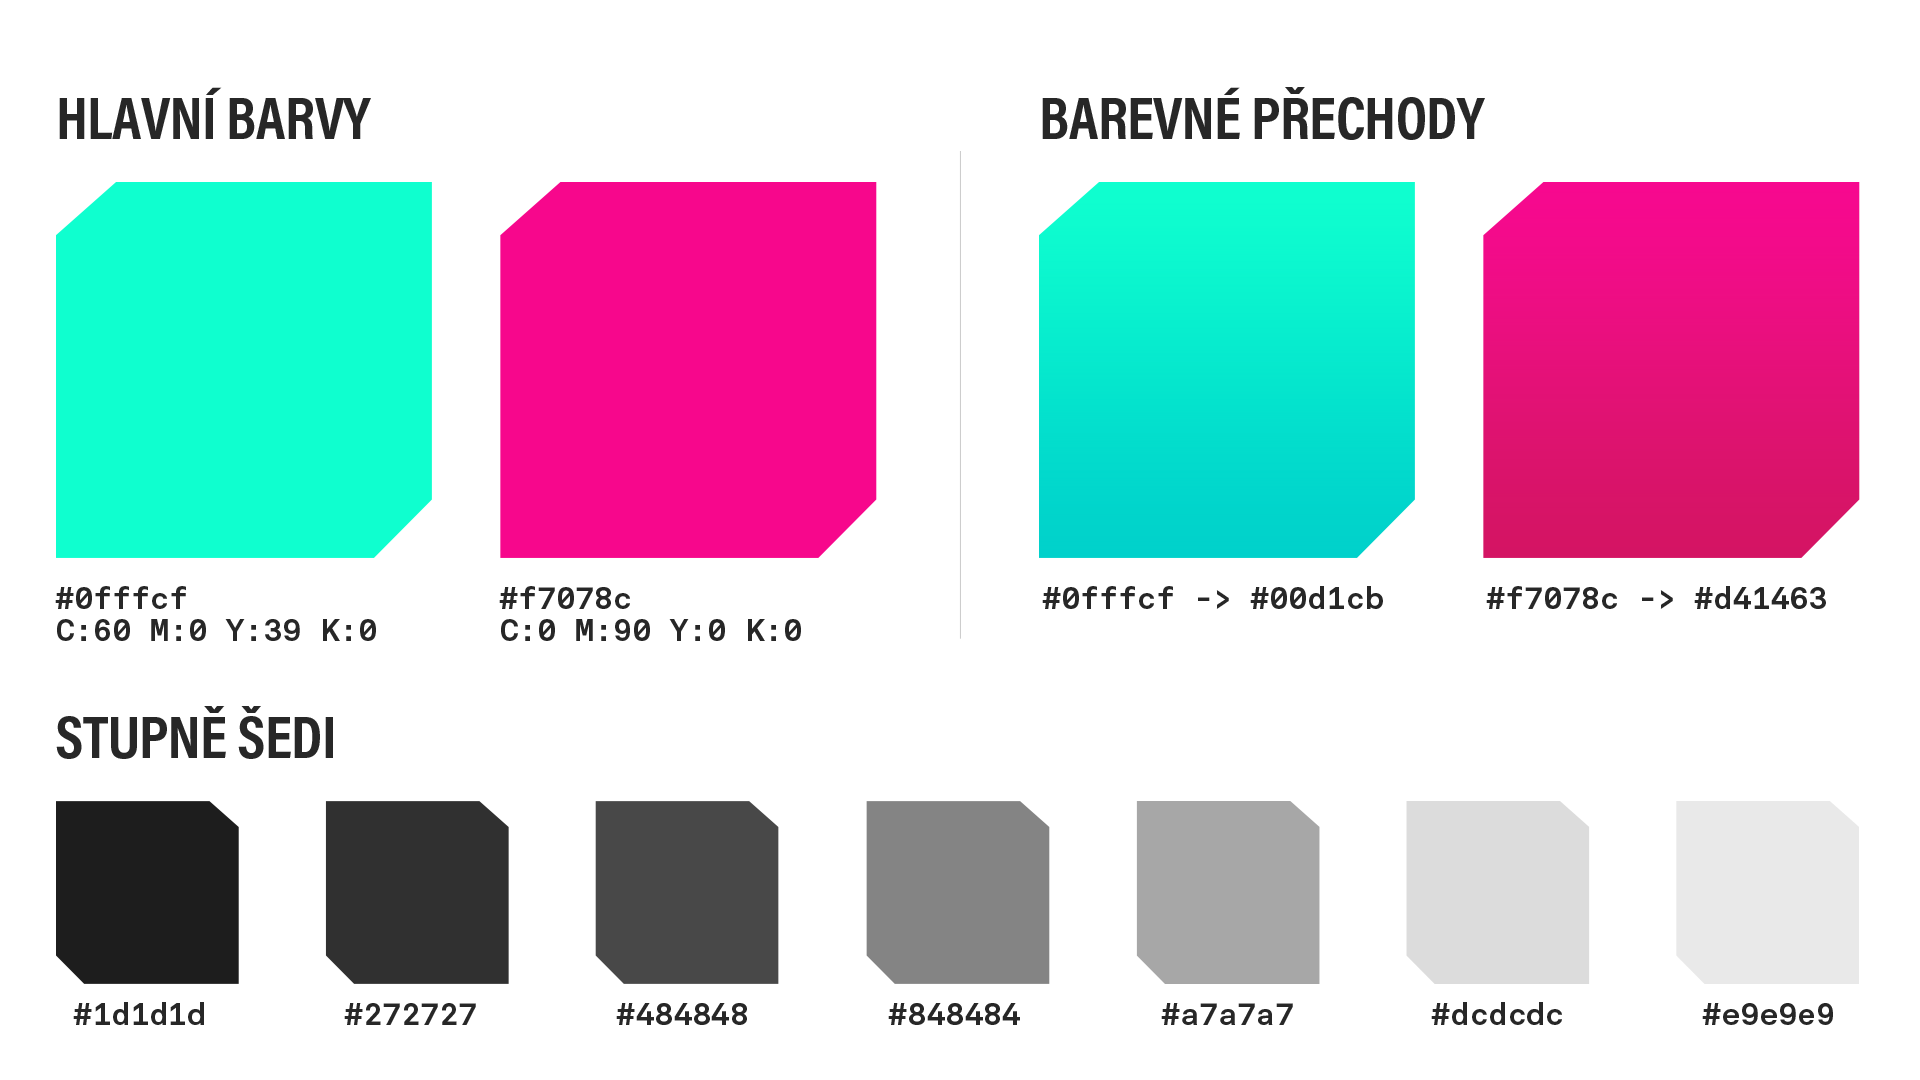 HLAVNÍ BARVY
#0fffcf
C:60 M:0 Y:39 K:0
#f7078c
C:0 M:90 Y:0 K:0
BAREVNÉ PŘECHODY
#0fffcf -> #00d1cb
#f7078c -> #d41463
STUPNĚ ŠEDI
#1d1d1d
#272727
#484848
#848484
#a7a7a7
#dcdcdc
#e9e9e9